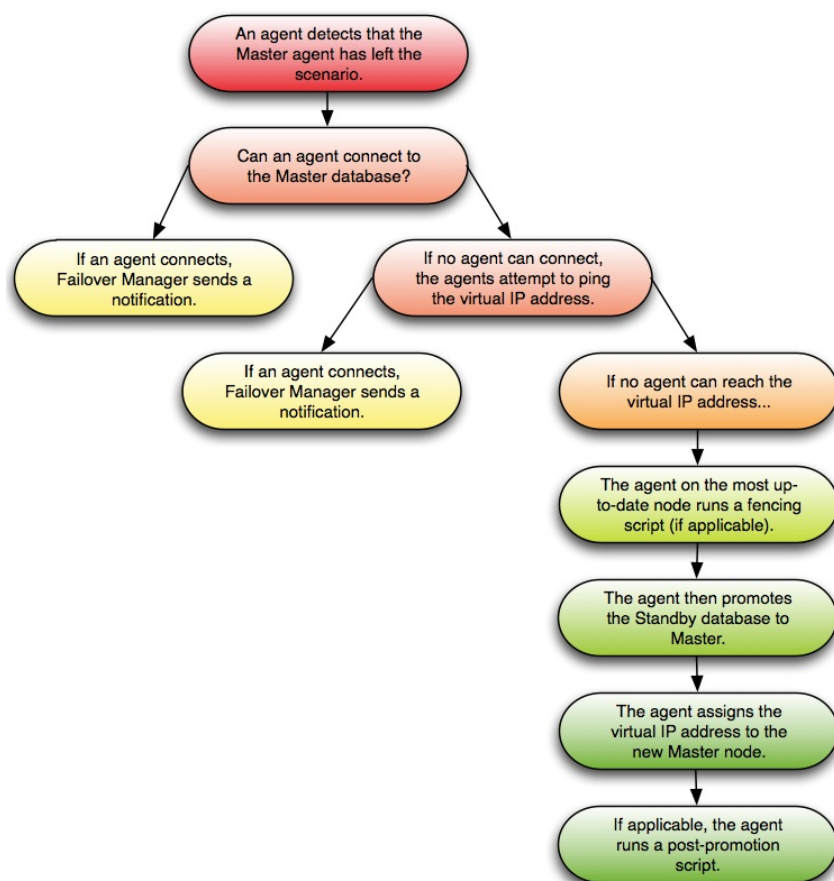 An agent detects that the
Master agent has left the
scenario.
Can an agent connect to
the Master database?
If an agent connects,
Failover Manager sends a
notification.
If no agent can connect,
the agents attempt to ping
the virtual IP address.
If an agent connects,
Failover Manager sends a
notification.
If no agent can reach the
virtual IP address...
The agent on the most up-
to-date node runs a fencing
script (if applicable).
The agent then promotes
the Standby database to
Master.
The agent assigns the
virtual IP address to the
new Master node.
If applicable, the agent
runs a post-promotion
script.